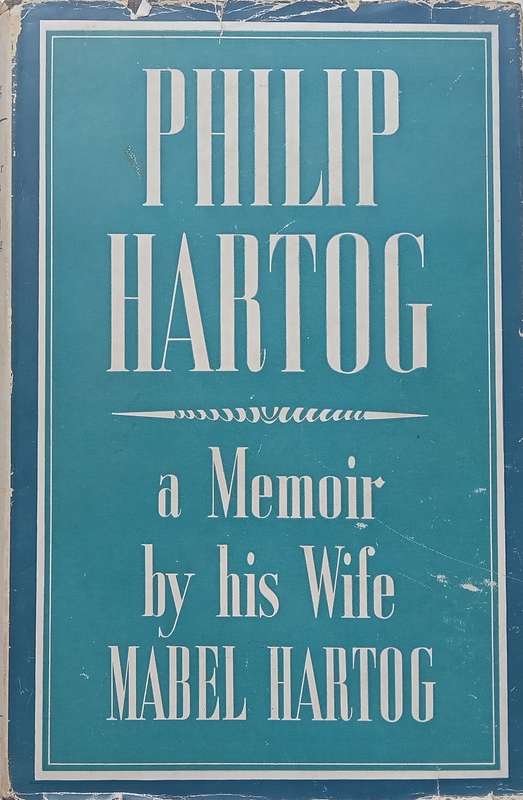 PHILIP
HARTOG
a Memoir
by his Wife
MABEL HARTOG